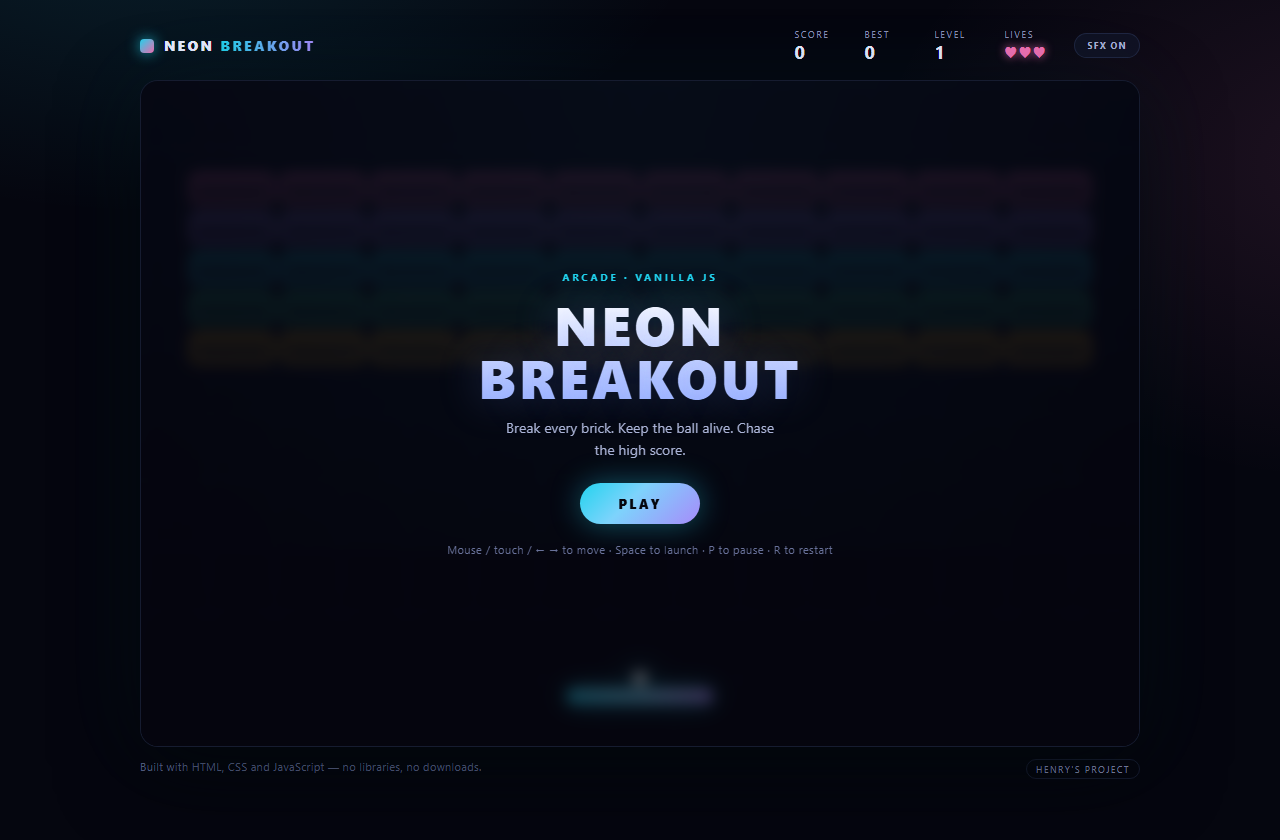 NEON BREAKOUT
SCORE
0
BEST
0
LEVEL
1
LIVES
♥♥♥
SFX ON
ARCADE · VANILLA JS
NEON
BREAKOUT
Break every brick. Keep the ball alive. Chase
the high score.
PLAY
Mouse / touch / ← → to move · Space to launch · P to pause · R to restart
Built with HTML, CSS and JavaScript — no libraries, no downloads.
HENRY'S PROJECT